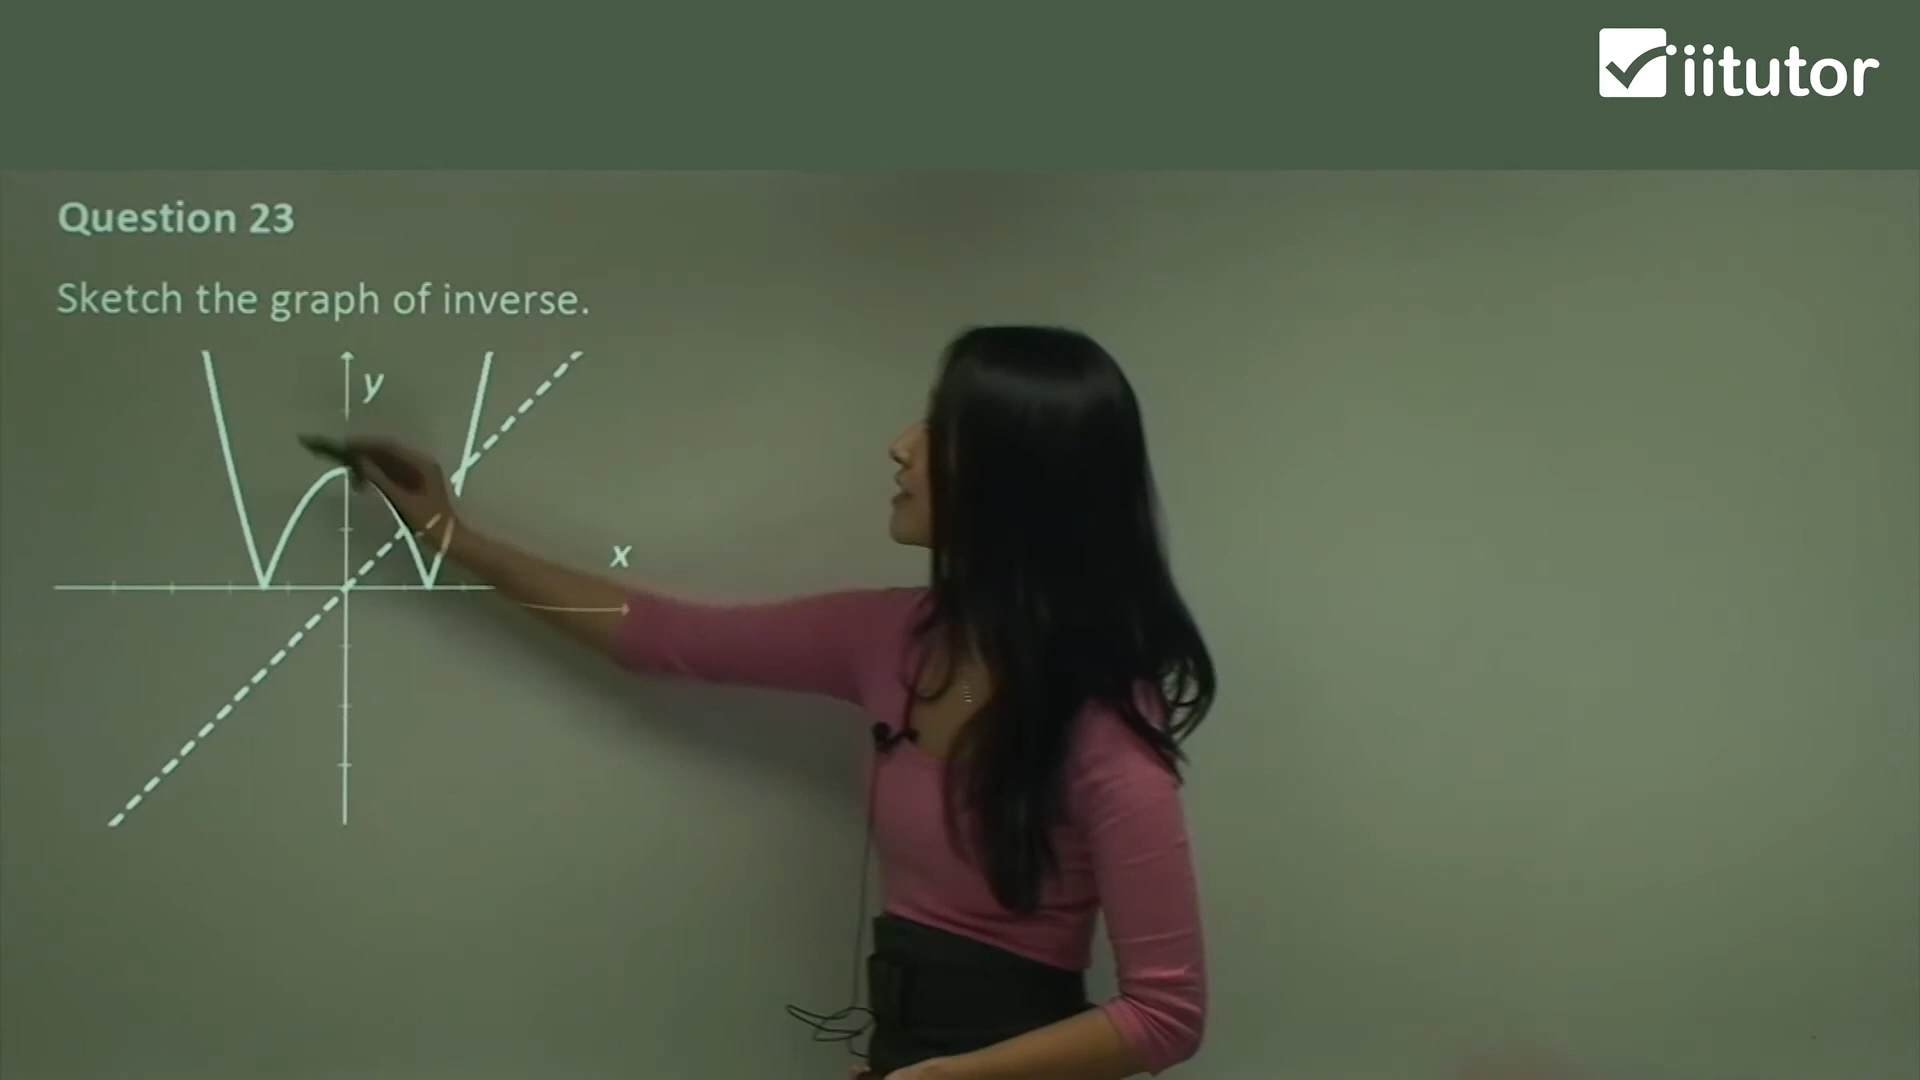 iitutor
Question 23
Sketch the graph of inverse.
y
x